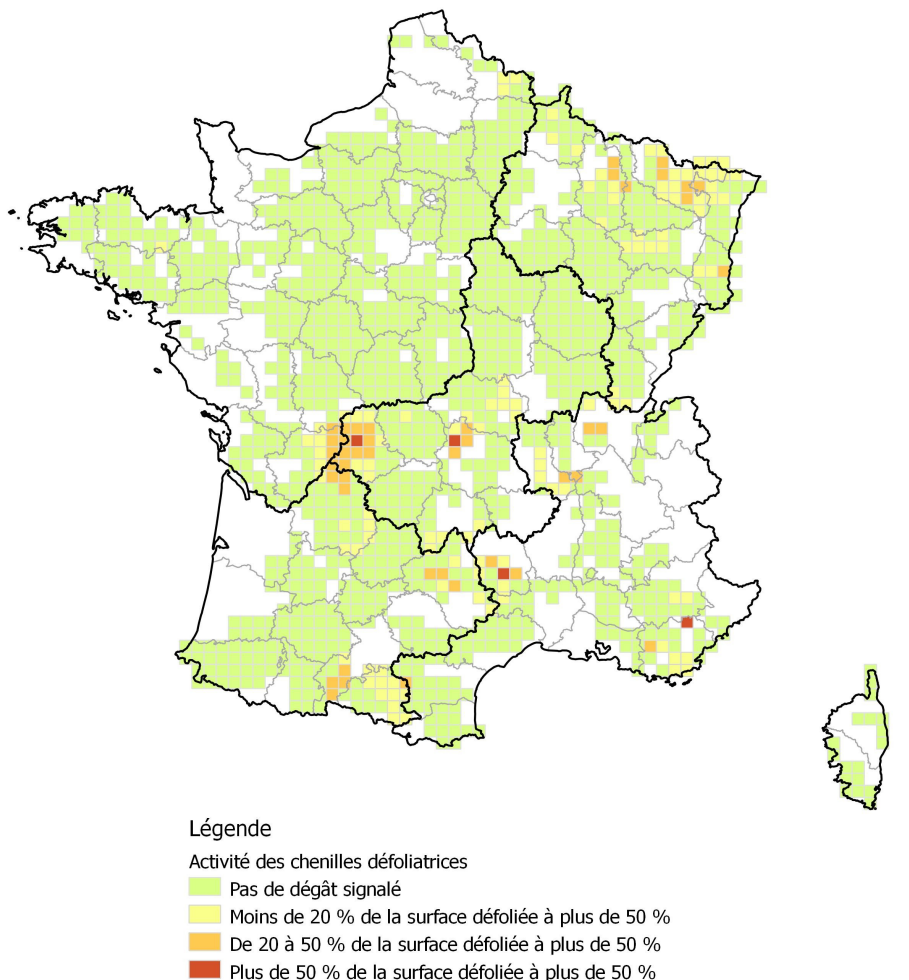 Légende
Activité des chenilles défoliatrices
Pas de dégât signalé
Moins de 20 % de la surface défoliée à plus de 50 %
De 20 à 50 % de la surface défoliée à plus de 50 %
Plus de 50 % de la surface défoliée à plus de 50 %